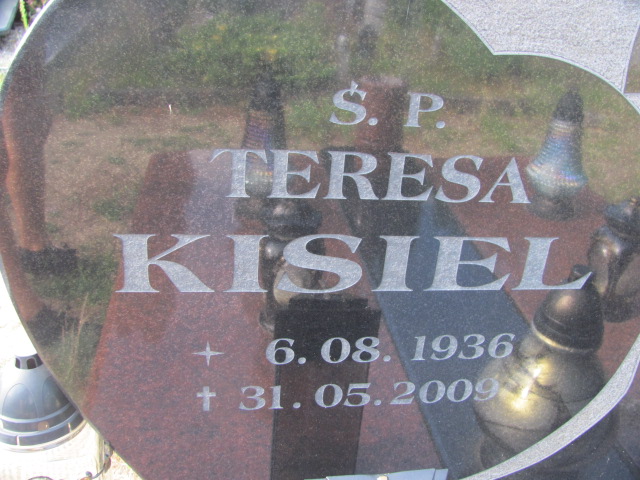 Ś. P.
TERESA
KISIEL
6.08.1936
† 31.05.2009